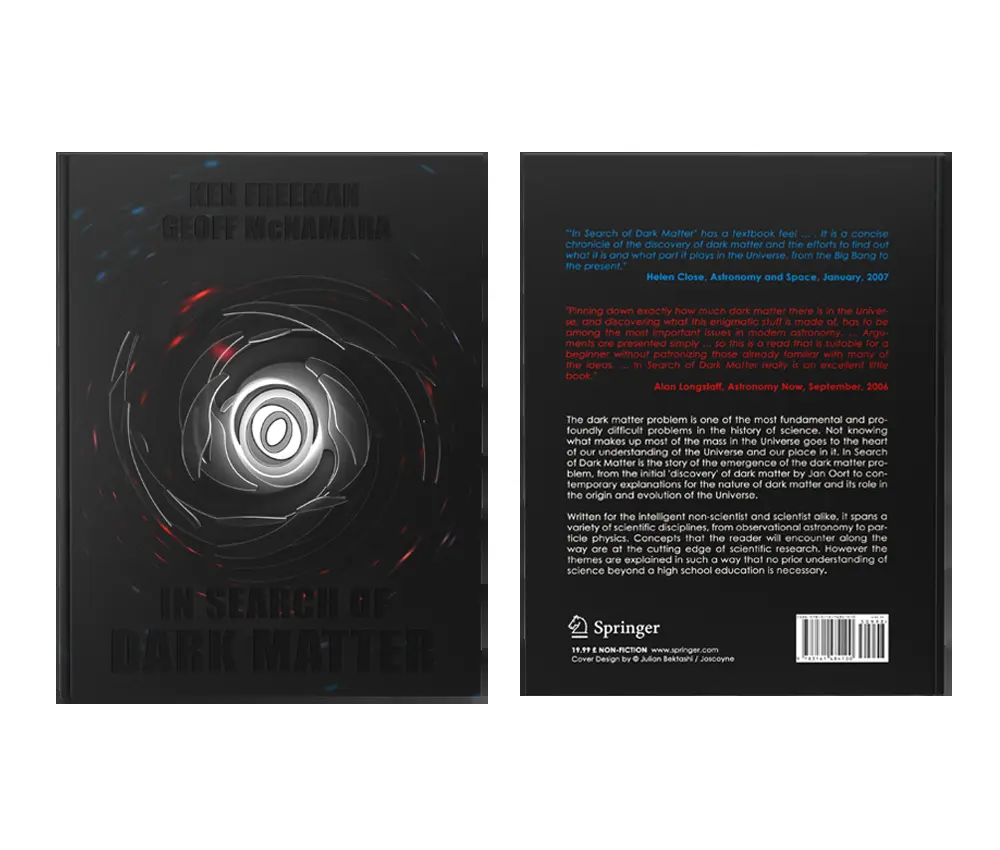 KEN FREEMAN
GEOFF McNAMARA
IN SEARCH OF
DARK MATTER
"'In Search of Dark Matter' has a textbook feel ... . It is a concise
chronicle of the discovery of dark matter and the efforts to find out
what it is and what part it plays in the Universe, from the Big Bang to
the present."
Helen Close, Astronomy and Space, January, 2007
"Pinning down exactly how much dark matter there is in the Univer-
se, and discovering what this enigmatic stuff is made of, has to be
among the most important issues in modern astronomy. ... Argu-
ments are presented simply ... so this is a read that is suitable for a
beginner without patronizing those already familiar with many of
the ideas. ... In Search of Dark Matter really is an excellent little
book."
Alan Longstaff, Astronomy Now, September, 2006
The dark matter problem is one of the most fundamental and pro-
foundly difficult problems in the history of science. Not knowing
what makes up most of the mass in the Universe goes to the heart
of our understanding of the Universe and our place in it. In Search
of Dark Matter is the story of the emergence of the dark matter pro-
blem, from the initial 'discovery' of dark matter by Jan Oort to con-
temporary explanations for the nature of dark matter and its role in
the origin and evolution of the Universe.
Written for the intelligent non-scientist and scientist alike, it spans a
variety of scientific disciplines, from observational astronomy to par-
ticle physics. Concepts that the reader will encounter along the
way are at the cutting edge of scientific research. However the
themes are explained in such a way that no prior understanding of
science beyond a high school education is necessary.
Springer
19.99 £ NON-FICTION www.springer.com
Cover Design by © Julian Bektashi / Joscoyne